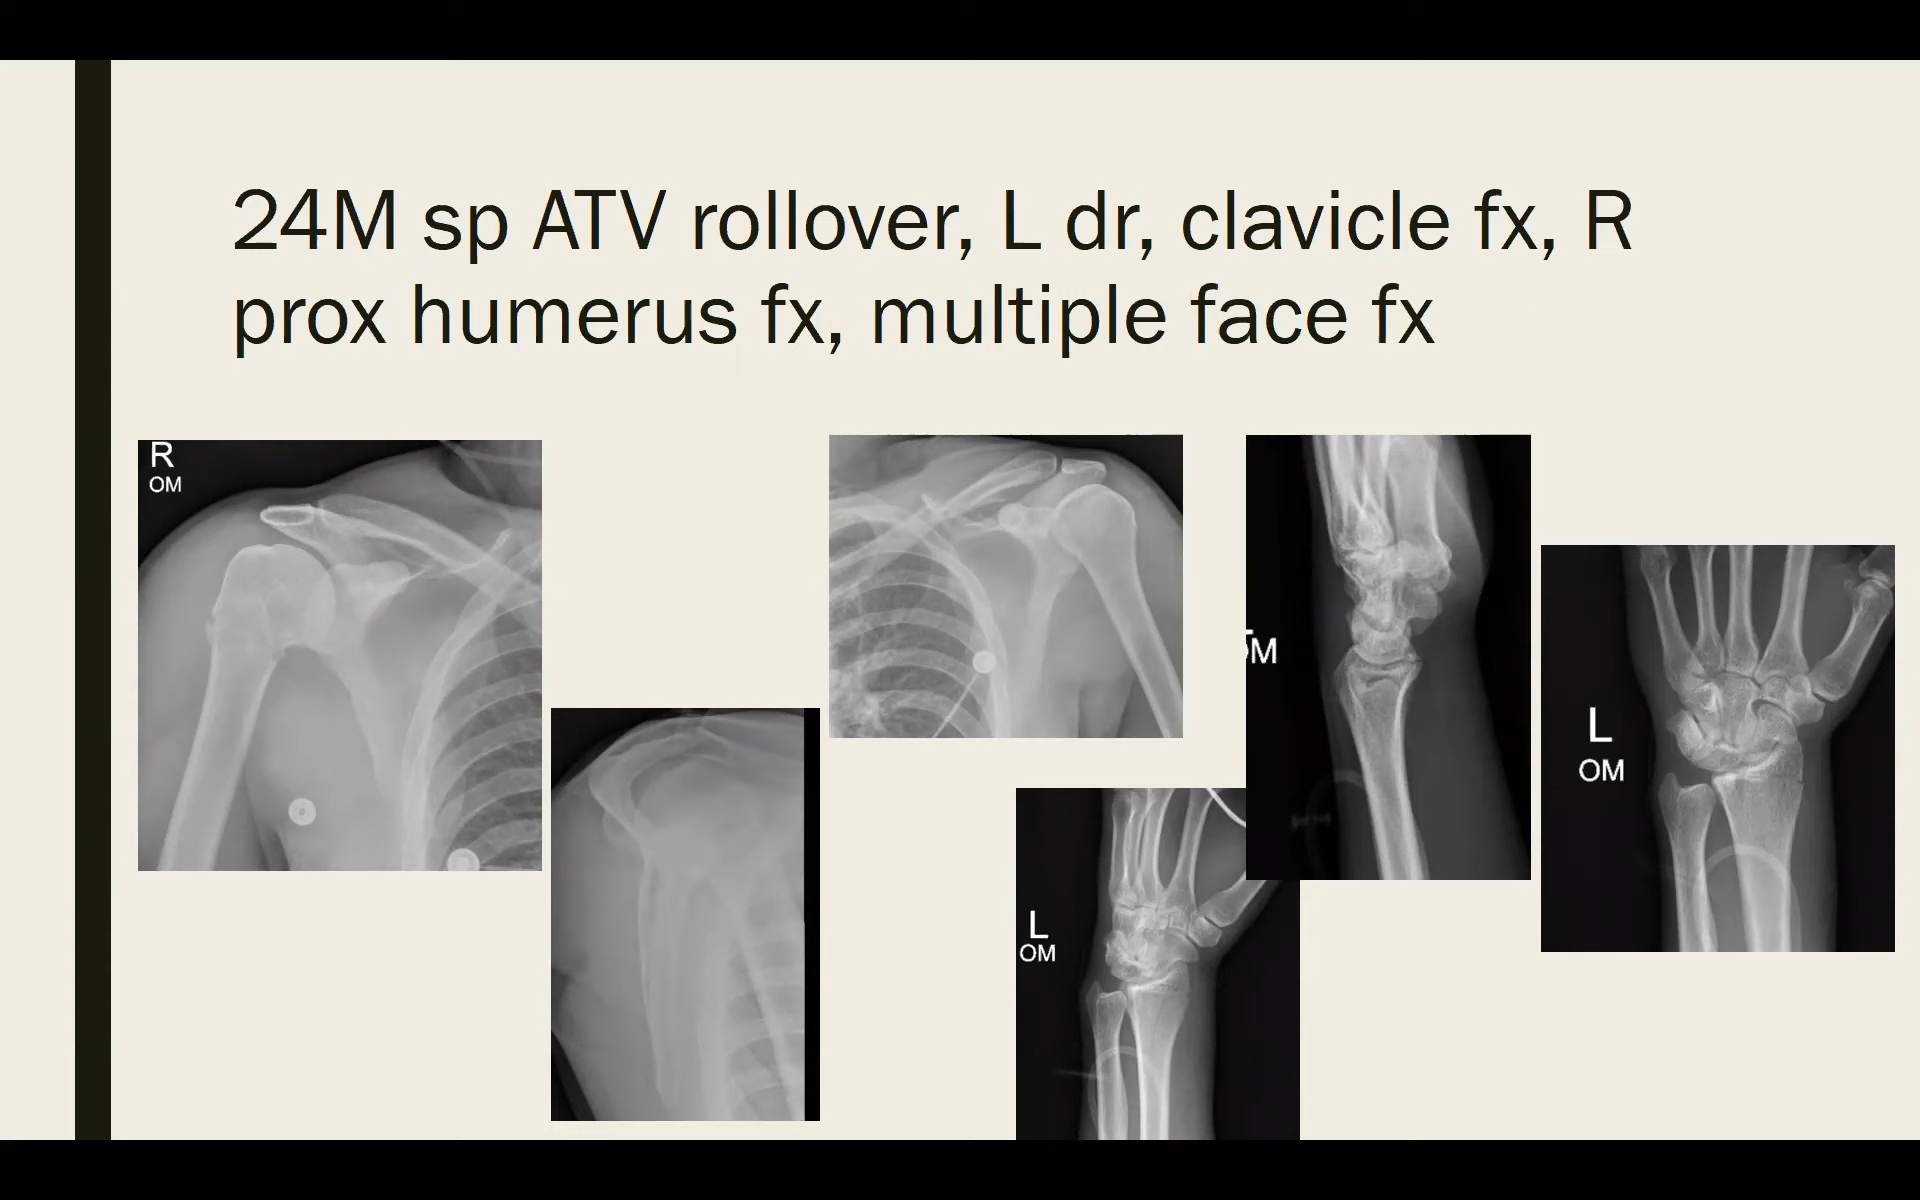 24M sp ATV rollover, L dr, clavicle fx, R
prox humerus fx, multiple face fx
R
OM
L
OM
L
OM